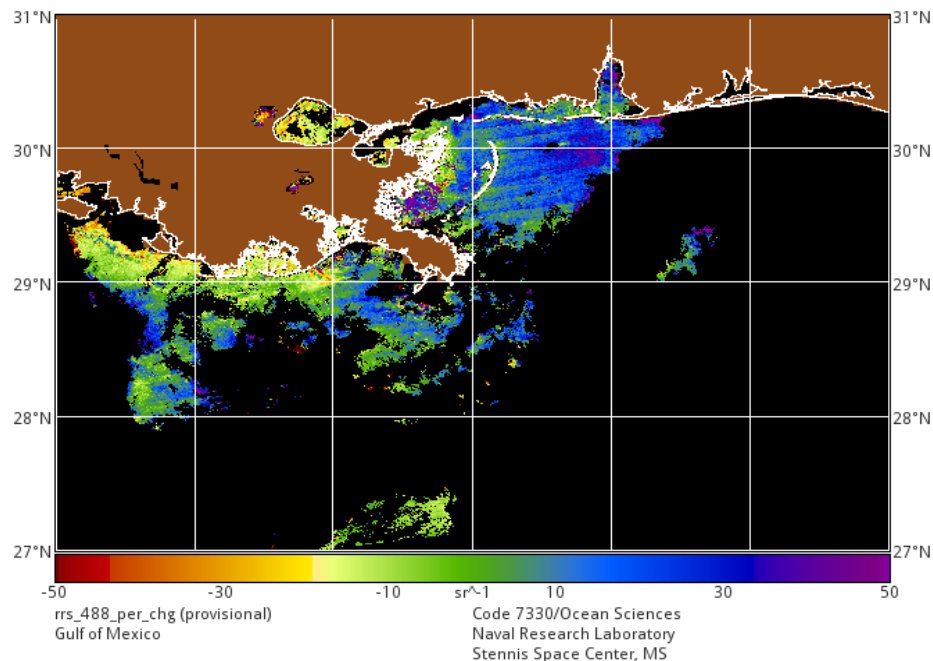 31°N 31°N
30°N 30°N
29°N 29°N
28°N 28°N
27°N 27°N
-50 -30 -10 sr^-1 10 30 50
rrs_488_per_chg (provisional) Code 7330/Ocean Sciences
Gulf of Mexico Naval Research Laboratory
Stennis Space Center, MS